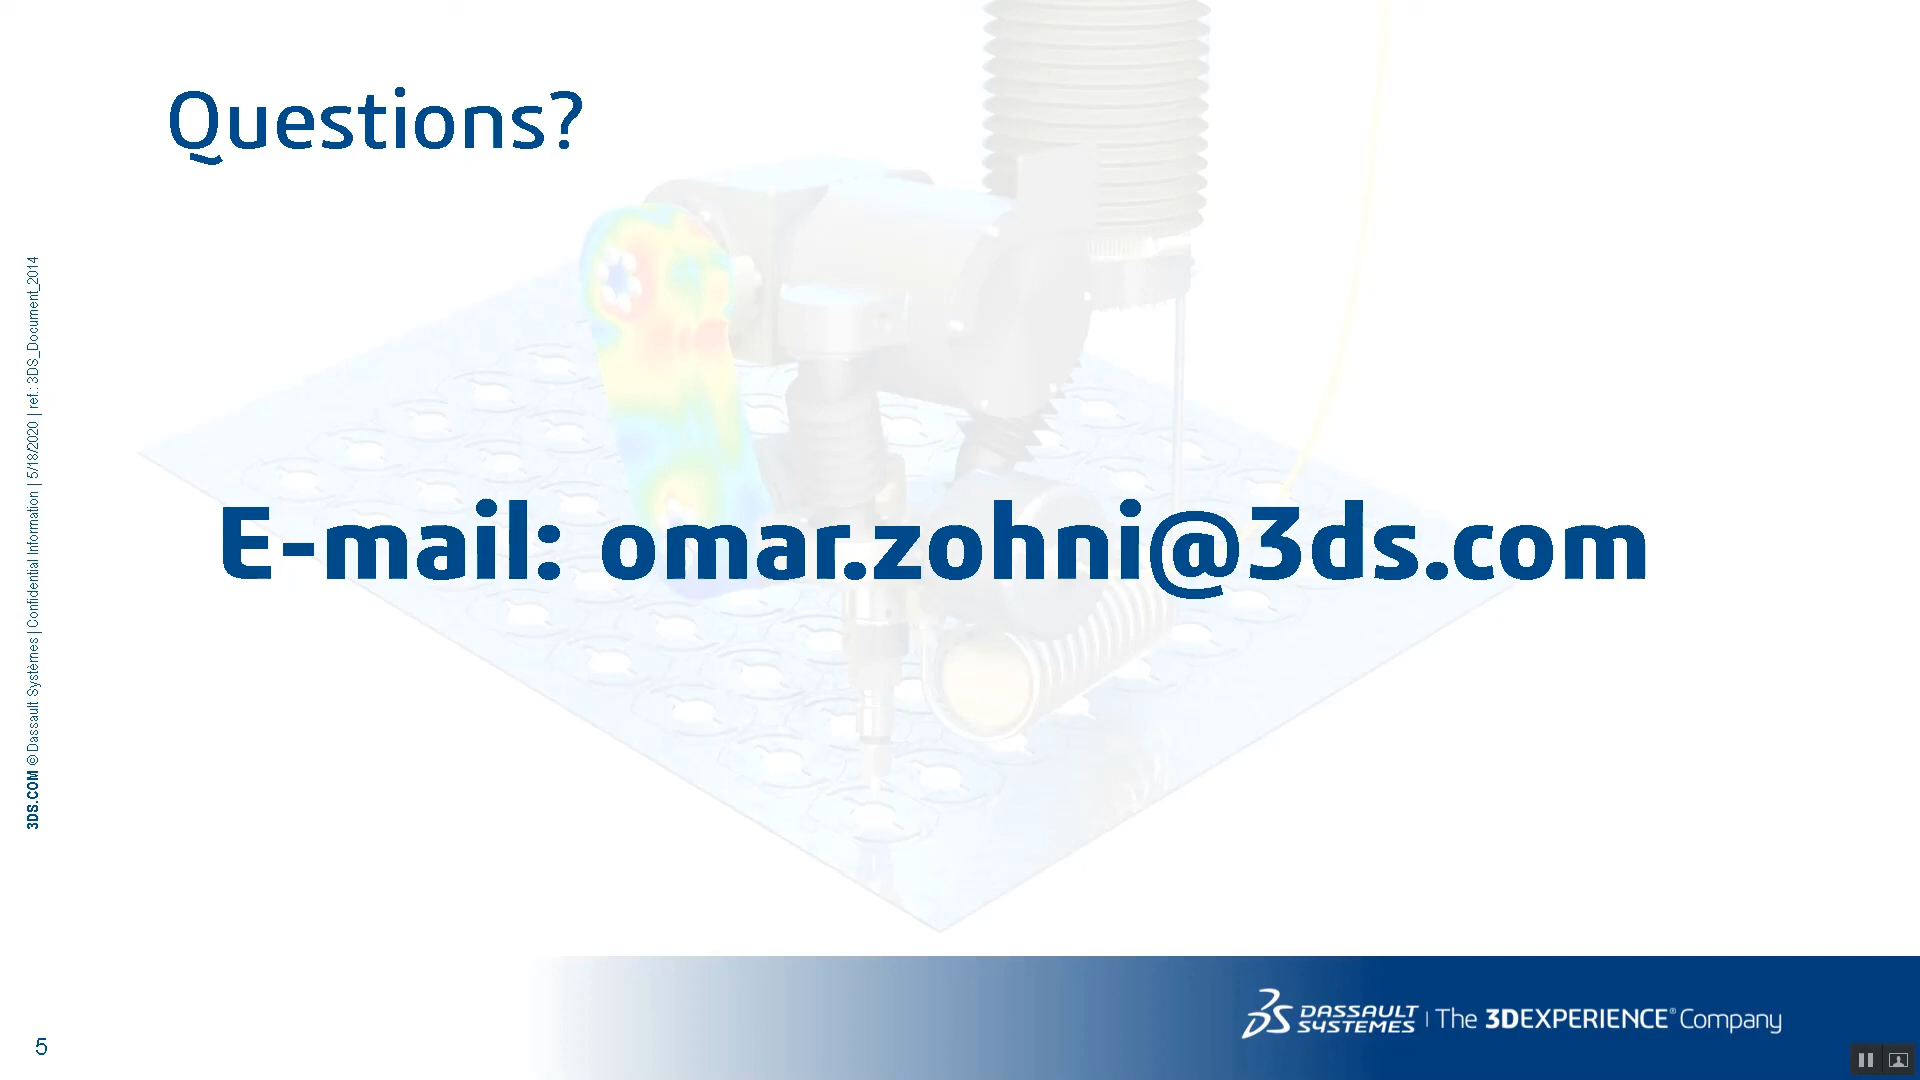 Questions?
E-mail: omar.zohni@3ds.com
3DS.COM © Dassault Systèmes | Confidential Information | 5/18/2020 | ref.: 3DS_Document_2014
5
DASSAULT SYSTEMES | The 3DEXPERIENCE® Company